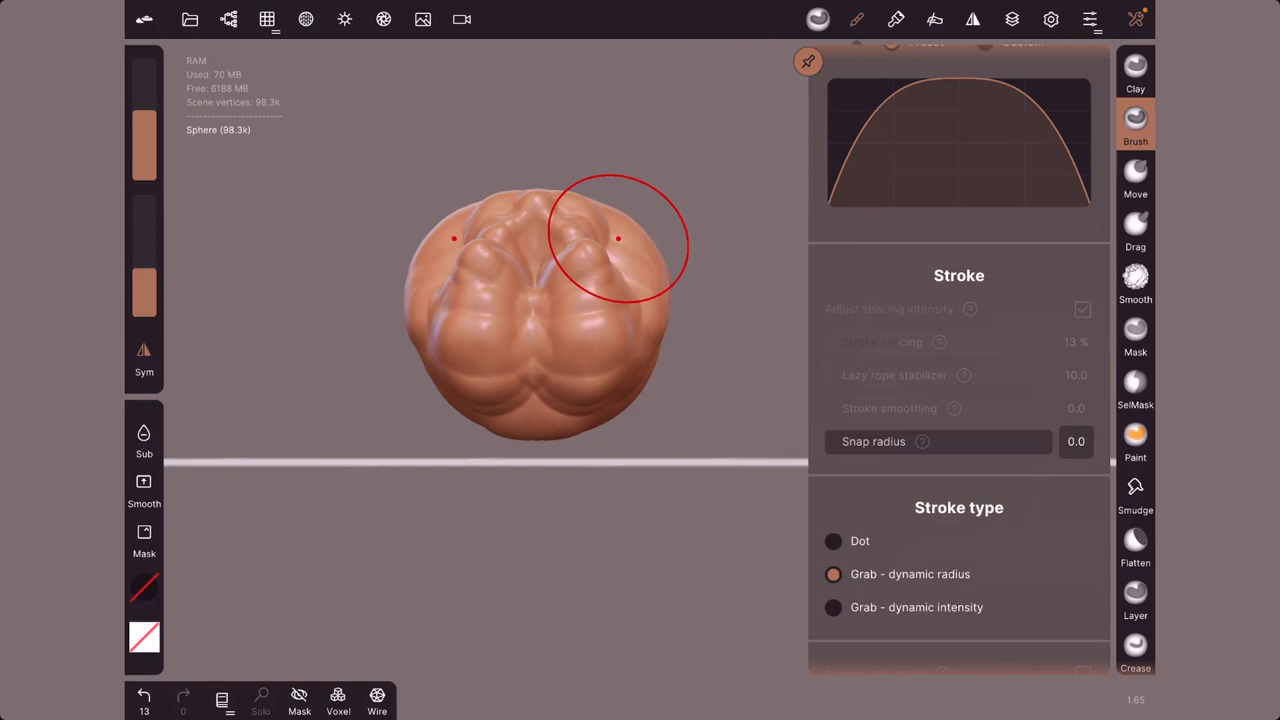 RAM
Used: 70 MB
Free: 6188 MB
Scene vertices: 98.3k
-----------------------
Sphere (98.3k)
Sym
Sub
Smooth
Mask
13
0
Solo
Mask
Voxel
Wire
Preset
Custom
Stroke
Adjust spacing intensity ?
Stroke spacing ? 13 %
Lazy rope stabilizer ? 10.0
Stroke smoothing ? 0.0
Snap radius ? 0.0
Stroke type
Dot
Grab - dynamic radius
Grab - dynamic intensity
Clay
Brush
Move
Drag
Smooth
Mask
SelMask
Paint
Smudge
Flatten
Layer
Crease
1.65